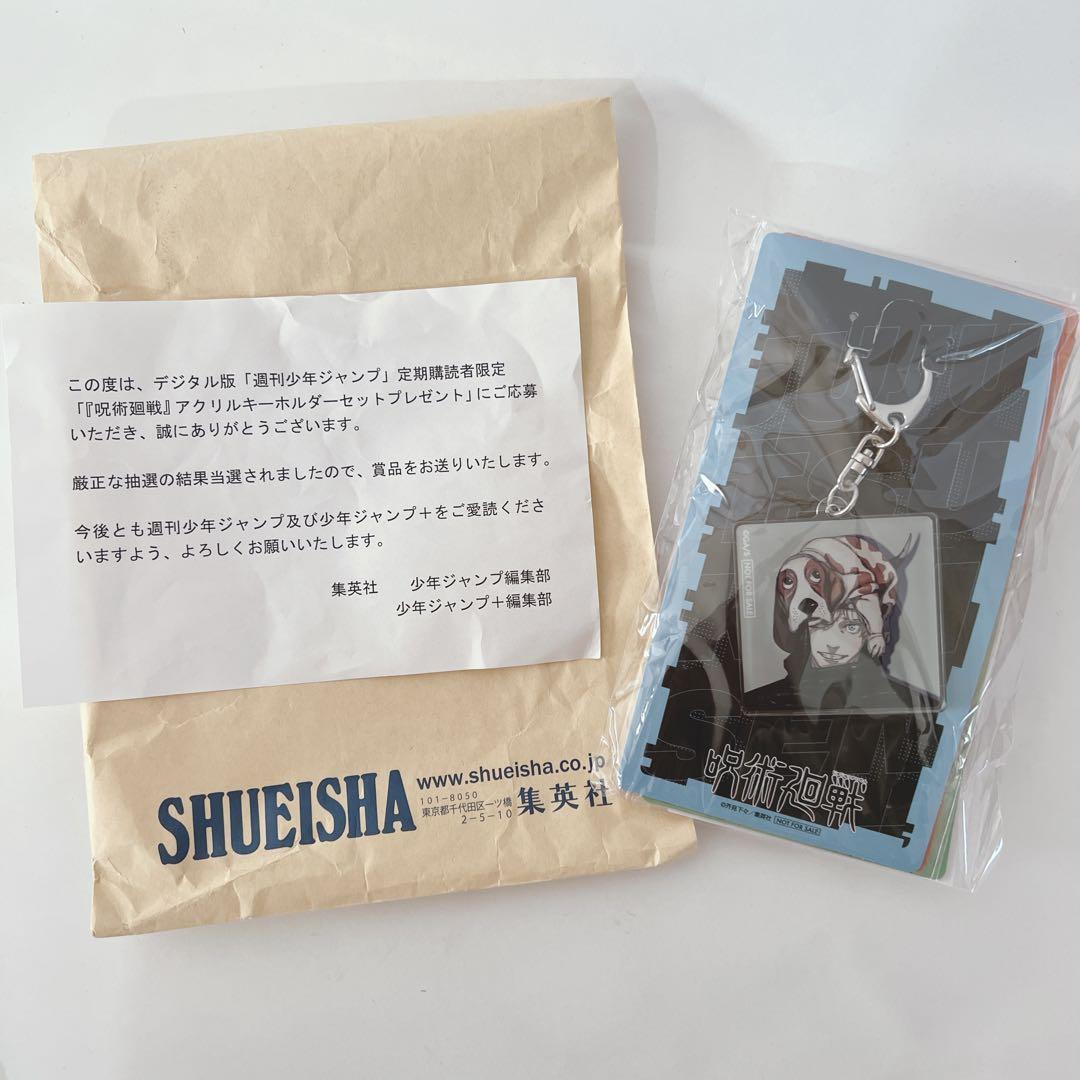 この度は、デジタル版「週刊少年ジャンプ」定期購読者限定
「『呪術廻戦』アクリルキーホルダーセットプレゼント」にご応募
いただき、誠にありがとうございます。
厳正な抽選の結果当選されましたので、賞品をお送りいたします。
今後とも週刊少年ジャンプ及び少年ジャンプ＋をご愛読くださ
いますよう、よろしくお願いいたします。
集英社 少年ジャンプ編集部
少年ジャンプ＋編集部
SHUEISHA
www.shueisha.co.jp
101-8050
東京都千代田区一ツ橋
2-5-10
集英社
©GA/S NOT FOR SALE
呪術廻戦
©芥見下々／集英社 NOT FOR SALE